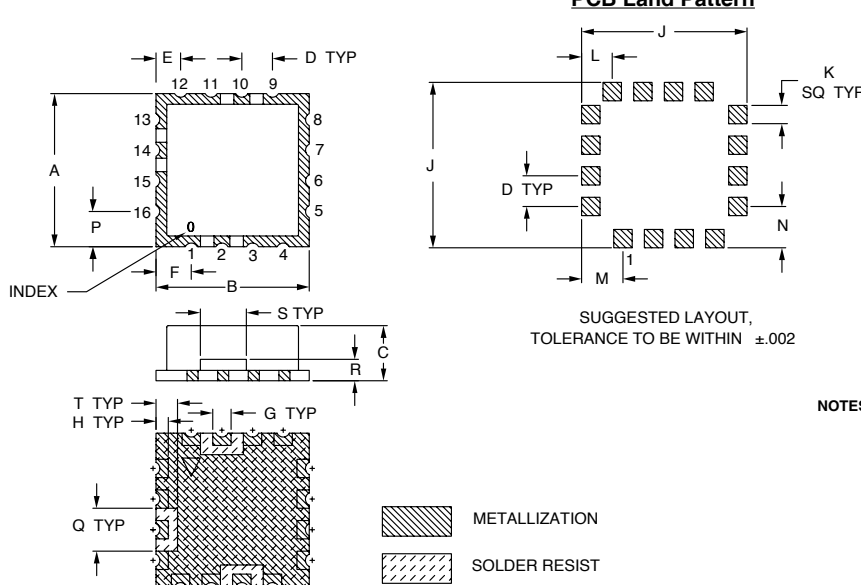 PCB Land Pattern
E
D TYP
12 11 10 9
13
14
15
16
8
7
6
5
A
P
0
1 2 3 4
F
B
INDEX
S TYP
C
R
T TYP
H TYP
G TYP
Q TYP
J
L
K
SQ TYP
J
D TYP
N
1
M
SUGGESTED LAYOUT,
TOLERANCE TO BE WITHIN ±.002
NOTES
METALLIZATION
SOLDER RESIST